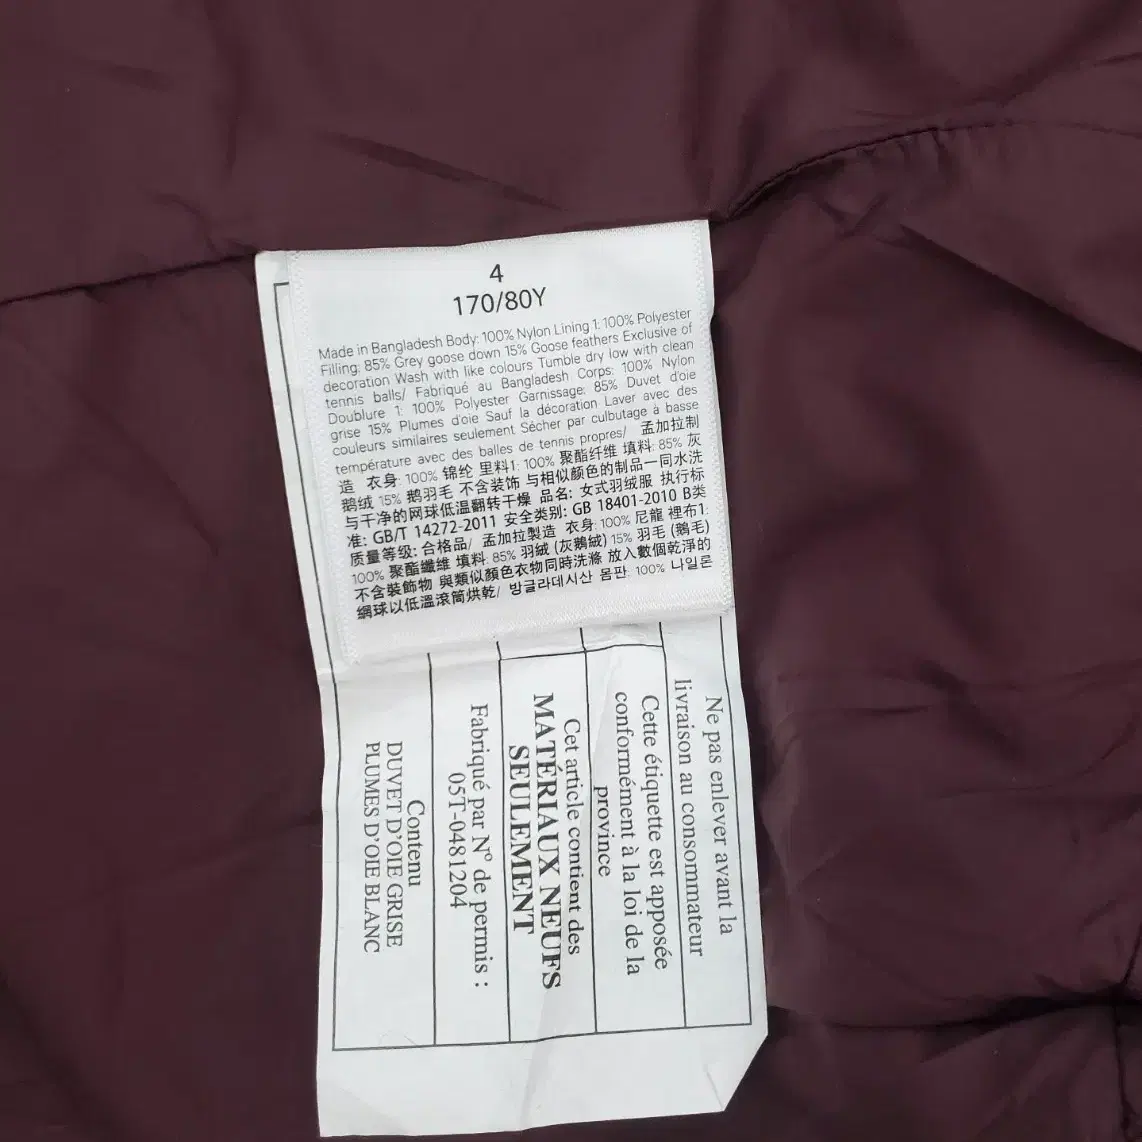 4
170/80Y
Made in Bangladesh Body: 100% Nylon Lining 1: 100% Polyester
Filling: 85% Grey goose down 15% Goose feathers Exclusive of
decoration Wash with like colours Tumble dry low with clean
tennis balls/ Fabriqué au Bangladesh Corps: 100% Nylon
Doublure 1: 100% Polyester Garnissage: 85% Duvet d'oie
grise 15% Plumes d'oie Sauf la décoration Laver avec des
couleurs similaires seulement Sécher par culbutage à basse
température avec des balles de tennis propres/ 孟加拉制
造 衣身: 100% 锦纶 里料1: 100% 聚酯纤维 填料: 85% 灰
鹅绒 15% 鹅羽毛 不含装饰 与相似颜色的制品一同水洗
与干净的网球低温翻转干燥 品名: 女式羽绒服 执行标
准: GB/T 14272-2011 安全类别: GB 18401-2010 B类
质量等级: 合格品/ 孟加拉製造 衣身: 100% 尼龍 裡布1:
100% 聚酯纖維 填料: 85% 羽絨 (灰鵝絨) 15% 羽毛 (鵝毛)
不含裝飾物 與類似顏色衣物同時洗滌 放入數個乾淨的
網球以低溫滾筒烘乾/ 방글라데시산 몸판: 100% 나일론
Ne pas enlever avant la
livraison au consommateur
Cette étiquette est apposée
conformément à la loi de la
province
Cet article contient des
MATÉRIAUX NEUFS
SEULEMENT
Fabriqué par Nº de permis :
05T-0481204
Contenu
DUVET D'OIE GRISE
PLUMES D'OIE BLANC